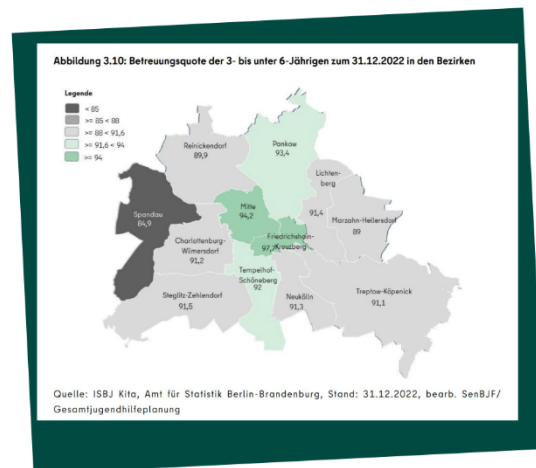 Abbildung 3.10: Betreuungsquote der 3- bis unter 6-Jährigen zum 31.12.2022 in den Bezirken
Legende
< 85
>= 85 < 88
>= 88 < 91,6
>= 91,6 < 94
>= 94
Reinickendorf
89,9
Pankow
93,4
Lichten-
berg
91,4
Marzahn-Hellersdorf
89
Spandau
84,9
Mitte
94,2
Friedrichshain-
Kreuzberg
Charlottenburg-
Wilmersdorf
91,2
Tempelhof-
Schöneberg
92
Steglitz-Zehlendorf
91,5
Neukölln
91,3
Treptow-Köpenick
91,1
Quelle: ISBJ Kita, Amt für Statistik Berlin-Brandenburg, Stand: 31.12.2022, bearb. SenBJF/
Gesamtjugendhilfeplanung